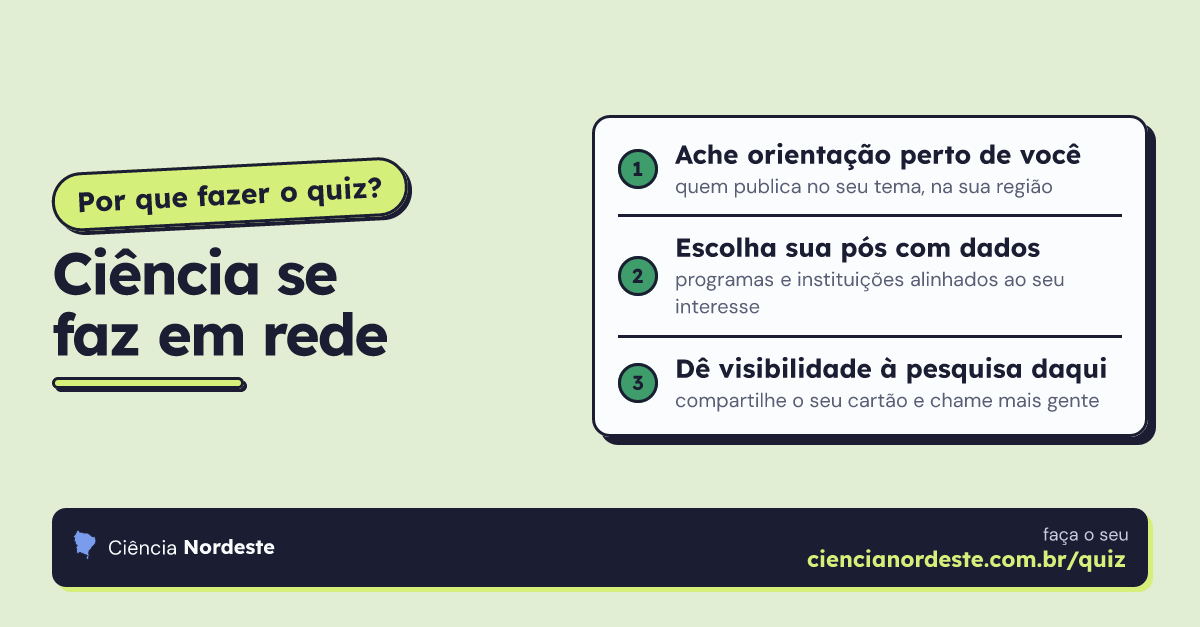 Por que fazer o quiz?
Ciência se
faz em rede
1
Ache orientação perto de você
quem publica no seu tema, na sua região
2
Escolha sua pós com dados
programas e instituições alinhados ao seu
interesse
3
Dê visibilidade à pesquisa daqui
compartilhe o seu cartão e chame mais gente
Ciência Nordeste
faça o seu
ciencianordeste.com.br/quiz